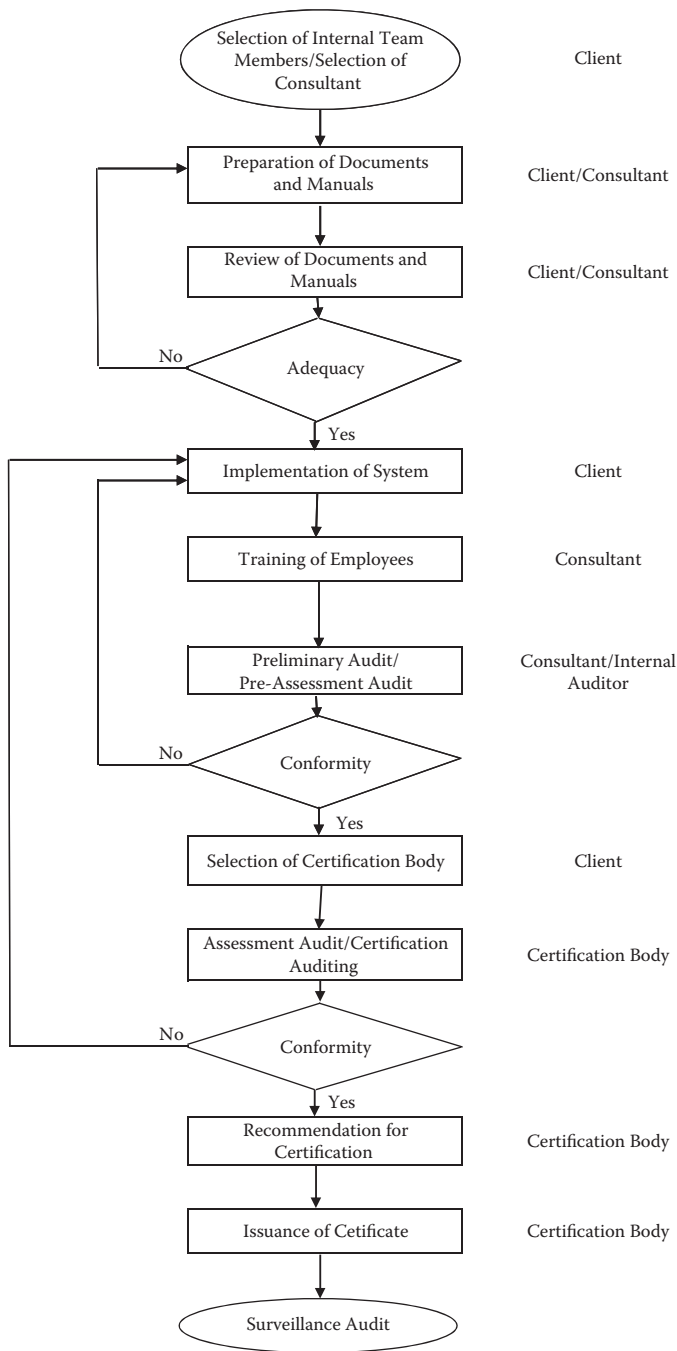 Selection of Internal Team
Members/Selection of
Consultant
Client
Preparation of Documents
and Manuals
Client/Consultant
Review of Documents and
Manuals
Client/Consultant
No
Adequacy
Yes
Implementation of System
Client
Training of Employees
Consultant
Preliminary Audit/
Pre-Assessment Audit
Consultant/Internal
Auditor
No
Conformity
Yes
Selection of Certification Body
Client
Assessment Audit/Certification
Auditing
Certification Body
No
Conformity
Yes
Recommendation for
Certification
Certification Body
Issuance of Cetificate
Certification Body
Surveillance Audit